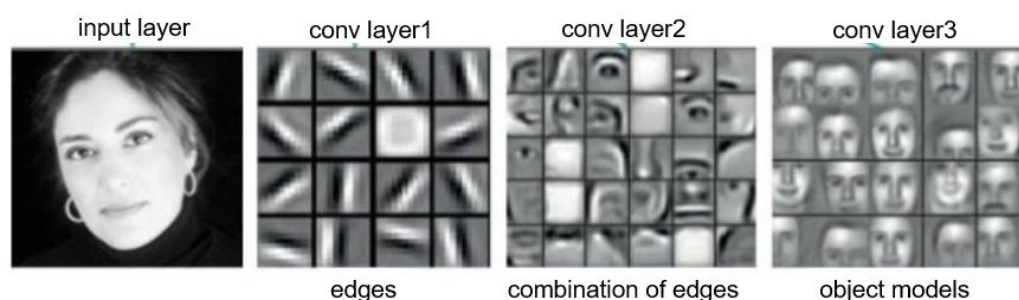 input layer
conv layer1
conv layer2
conv layer3
edges
combination of edges
object models